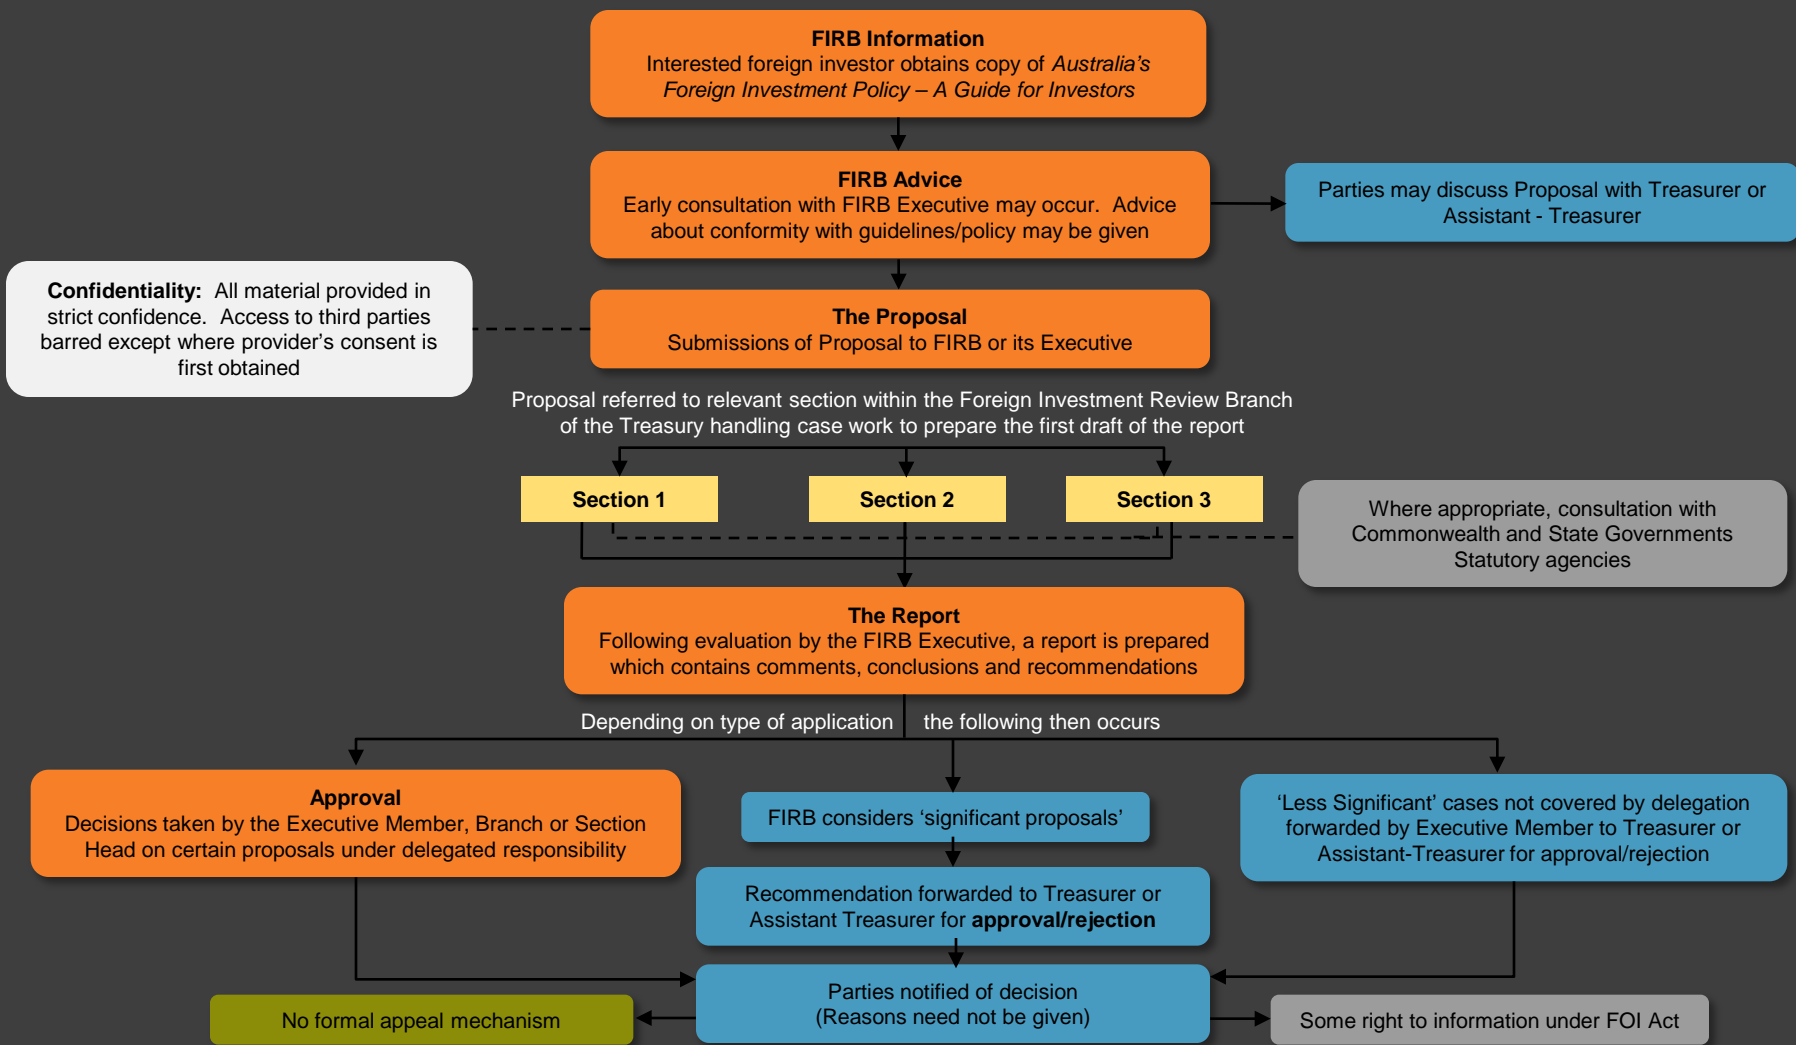 FIRB Information
Interested foreign investor obtains copy of Australia’s
Foreign Investment Policy – A Guide for Investors
FIRB Advice
Early consultation with FIRB Executive may occur. Advice
about conformity with guidelines/policy may be given
Parties may discuss Proposal with Treasurer or
Assistant - Treasurer
Confidentiality: All material provided in
strict confidence. Access to third parties
barred except where provider’s consent is
first obtained
The Proposal
Submissions of Proposal to FIRB or its Executive
Proposal referred to relevant section within the Foreign Investment Review Branch
of the Treasury handling case work to prepare the first draft of the report
Section 1
Section 2
Section 3
Where appropriate, consultation with
Commonwealth and State Governments
Statutory agencies
The Report
Following evaluation by the FIRB Executive, a report is prepared
which contains comments, conclusions and recommendations
Depending on type of application the following then occurs
Approval
Decisions taken by the Executive Member, Branch or Section
Head on certain proposals under delegated responsibility
FIRB considers ‘significant proposals’
‘Less Significant’ cases not covered by delegation
forwarded by Executive Member to Treasurer or
Assistant-Treasurer for approval/rejection
Recommendation forwarded to Treasurer or
Assistant Treasurer for approval/rejection
Parties notified of decision
(Reasons need not be given)
No formal appeal mechanism
Some right to information under FOI Act